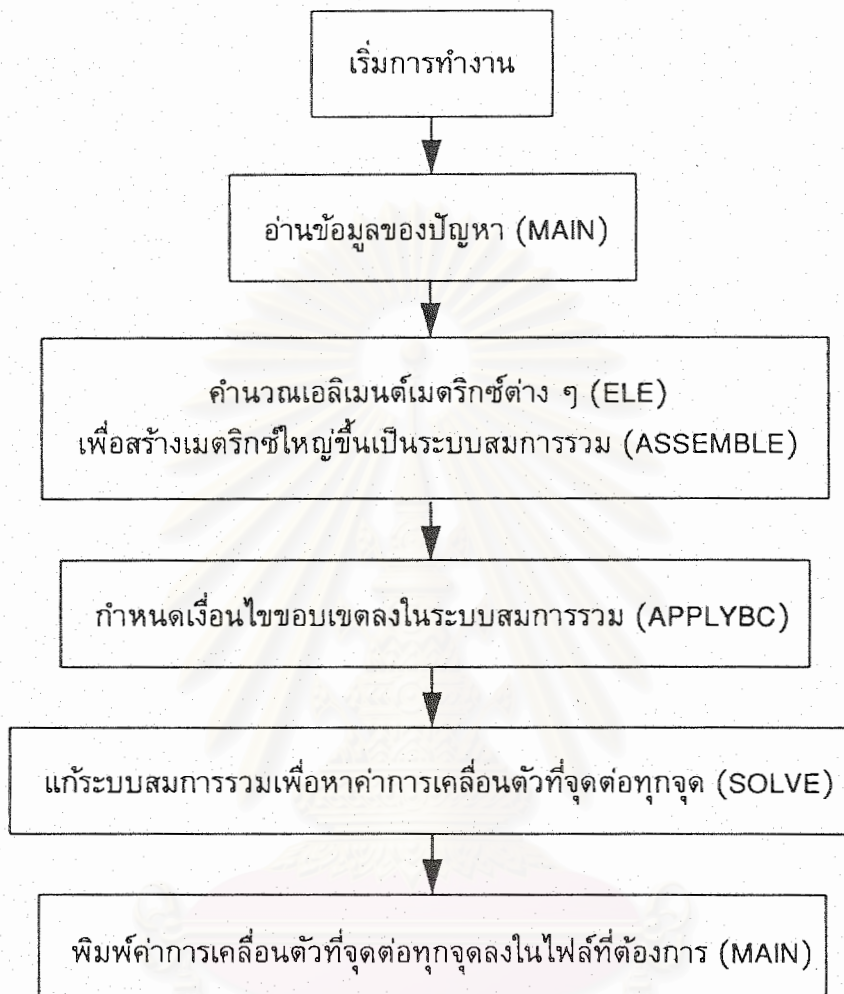 เริ่มการทำงาน
อ่านข้อมูลของปัญหา (MAIN)
คำนวณเอลิเมนต์เมตริกซ์ต่าง ๆ (ELE)
เพื่อสร้างเมตริกซ์ใหญ่ขึ้นเป็นระบบสมการรวม (ASSEMBLE)
กำหนดเงื่อนไขขอบเขตลงในระบบสมการรวม (APPLYBC)
แก้ระบบสมการรวมเพื่อหาค่าการเคลื่อนตัวที่จุดต่อทุกจุด (SOLVE)
พิมพ์ค่าการเคลื่อนตัวที่จุดต่อทุกจุดลงในไฟล์ที่ต้องการ (MAIN)